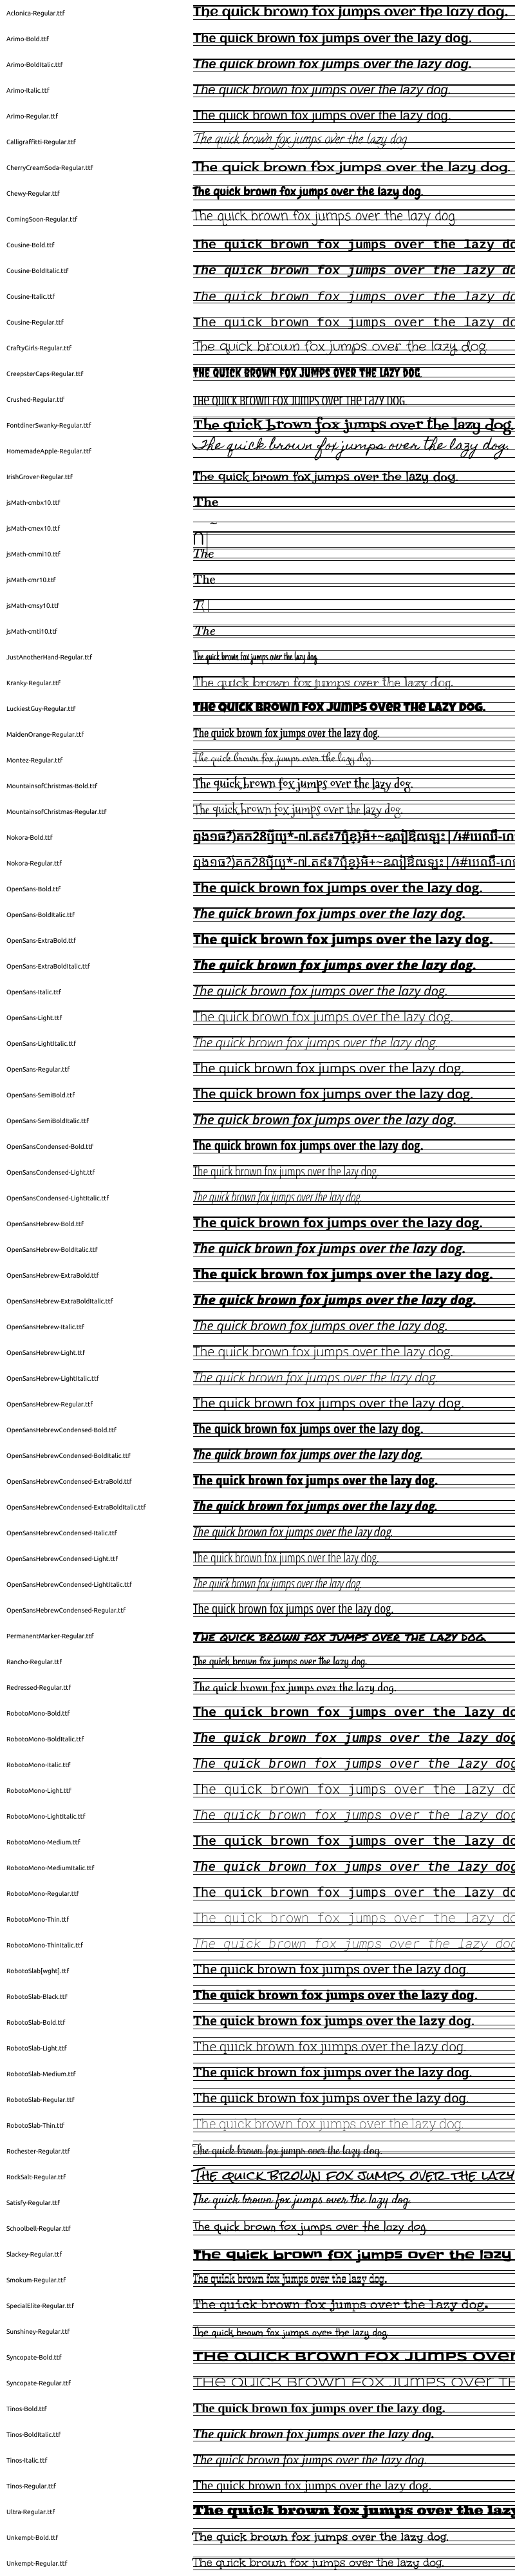 Aclonica-Regular.ttf The quick brown fox jumps over the lazy dog.
Arimo-Bold.ttf The quick brown fox jumps over the lazy dog.
Arimo-BoldItalic.ttf The quick brown fox jumps over the lazy dog.
Arimo-Italic.ttf The quick brown fox jumps over the lazy dog.
Arimo-Regular.ttf The quick brown fox jumps over the lazy dog.
Calligraffitti-Regular.ttf The quick brown fox jumps over the lazy dog
CherryCreamSoda-Regular.ttf The quick brown fox jumps over the lazy dog.
Chewy-Regular.ttf The quick brown fox jumps over the lazy dog.
ComingSoon-Regular.ttf The quick brown fox jumps over the lazy dog.
Cousine-Bold.ttf The quick brown fox jumps over the lazy do
Cousine-BoldItalic.ttf The quick brown fox jumps over the lazy do
Cousine-Italic.ttf The quick brown fox jumps over the lazy do
Cousine-Regular.ttf The quick brown fox jumps over the lazy do
CraftyGirls-Regular.ttf The quick brown fox jumps over the lazy dog.
CreepsterCaps-Regular.ttf THE QUICK BROWN FOX JUMPS OVER THE LAZY DOG.
Crushed-Regular.ttf THE QUICK BROWN FOX JUMPS OVER THE LAZY DOG.
FontdinerSwanky-Regular.ttf The quick brown fox jumps over the lazy dog.
HomemadeApple-Regular.ttf The quick brown fox jumps over the lazy dog.
IrishGrover-Regular.ttf The quick brown fox jumps over the lazy dog.
jsMath-cmbx10.ttf The
jsMath-cmex10.ttf
jsMath-cmmi10.ttf The
jsMath-cmr10.ttf The
jsMath-cmsy10.ttf
jsMath-cmti10.ttf The
JustAnotherHand-Regular.ttf The quick brown fox jumps over the lazy dog.
Kranky-Regular.ttf The quick brown fox jumps over the lazy dog.
LuckiestGuy-Regular.ttf THE QUICK BROWN FOX JUMPS OVER THE LAZY DOG.
MaidenOrange-Regular.ttf The quick brown fox jumps over the lazy dog.
Montez-Regular.ttf The quick brown fox jumps over the lazy dog.
MountainsofChristmas-Bold.ttf The quick brown fox jumps over the lazy dog.
MountainsofChristmas-Regular.ttf The quick brown fox jumps over the lazy dog.
Nokora-Bold.ttf
Nokora-Regular.ttf
OpenSans-Bold.ttf The quick brown fox jumps over the lazy dog.
OpenSans-BoldItalic.ttf The quick brown fox jumps over the lazy dog.
OpenSans-ExtraBold.ttf The quick brown fox jumps over the lazy dog.
OpenSans-ExtraBoldItalic.ttf The quick brown fox jumps over the lazy dog.
OpenSans-Italic.ttf The quick brown fox jumps over the lazy dog.
OpenSans-Light.ttf The quick brown fox jumps over the lazy dog.
OpenSans-LightItalic.ttf The quick brown fox jumps over the lazy dog.
OpenSans-Regular.ttf The quick brown fox jumps over the lazy dog.
OpenSans-SemiBold.ttf The quick brown fox jumps over the lazy dog.
OpenSans-SemiBoldItalic.ttf The quick brown fox jumps over the lazy dog.
OpenSansCondensed-Bold.ttf The quick brown fox jumps over the lazy dog.
OpenSansCondensed-Light.ttf The quick brown fox jumps over the lazy dog.
OpenSansCondensed-LightItalic.ttf The quick brown fox jumps over the lazy dog.
OpenSansHebrew-Bold.ttf The quick brown fox jumps over the lazy dog.
OpenSansHebrew-BoldItalic.ttf The quick brown fox jumps over the lazy dog.
OpenSansHebrew-ExtraBold.ttf The quick brown fox jumps over the lazy dog.
OpenSansHebrew-ExtraBoldItalic.ttf The quick brown fox jumps over the lazy dog.
OpenSansHebrew-Italic.ttf The quick brown fox jumps over the lazy dog.
OpenSansHebrew-Light.ttf The quick brown fox jumps over the lazy dog.
OpenSansHebrew-LightItalic.ttf The quick brown fox jumps over the lazy dog.
OpenSansHebrew-Regular.ttf The quick brown fox jumps over the lazy dog.
OpenSansHebrewCondensed-Bold.ttf The quick brown fox jumps over the lazy dog.
OpenSansHebrewCondensed-BoldItalic.ttf The quick brown fox jumps over the lazy dog.
OpenSansHebrewCondensed-ExtraBold.ttf The quick brown fox jumps over the lazy dog.
OpenSansHebrewCondensed-ExtraBoldItalic.ttf The quick brown fox jumps over the lazy dog.
OpenSansHebrewCondensed-Italic.ttf The quick brown fox jumps over the lazy dog.
OpenSansHebrewCondensed-Light.ttf The quick brown fox jumps over the lazy dog.
OpenSansHebrewCondensed-LightItalic.ttf The quick brown fox jumps over the lazy dog.
OpenSansHebrewCondensed-Regular.ttf The quick brown fox jumps over the lazy dog.
PermanentMarker-Regular.ttf THE QUICK BROWN FOX JUMPS OVER THE LAZY DOG.
Rancho-Regular.ttf The quick brown fox jumps over the lazy dog.
Redressed-Regular.ttf The quick brown fox jumps over the lazy dog.
RobotoMono-Bold.ttf The quick brown fox jumps over the lazy do
RobotoMono-BoldItalic.ttf The quick brown fox jumps over the lazy dog
RobotoMono-Italic.ttf The quick brown fox jumps over the lazy dog
RobotoMono-Light.ttf The quick brown fox jumps over the lazy do
RobotoMono-LightItalic.ttf The quick brown fox jumps over the lazy dog
RobotoMono-Medium.ttf The quick brown fox jumps over the lazy do
RobotoMono-MediumItalic.ttf The quick brown fox jumps over the lazy dog
RobotoMono-Regular.ttf The quick brown fox jumps over the lazy do
RobotoMono-Thin.ttf The quick brown fox jumps over the lazy do
RobotoMono-ThinItalic.ttf The quick brown fox jumps over the lazy dog
RobotoSlab[wght].ttf The quick brown fox jumps over the lazy dog.
RobotoSlab-Black.ttf The quick brown fox jumps over the lazy dog.
RobotoSlab-Bold.ttf The quick brown fox jumps over the lazy dog.
RobotoSlab-Light.ttf The quick brown fox jumps over the lazy dog.
RobotoSlab-Medium.ttf The quick brown fox jumps over the lazy dog.
RobotoSlab-Regular.ttf The quick brown fox jumps over the lazy dog.
RobotoSlab-Thin.ttf The quick brown fox jumps over the lazy dog.
Rochester-Regular.ttf The quick brown fox jumps over the lazy dog.
RockSalt-Regular.ttf THE QUICK BROWN FOX JUMPS OVER THE LAZY
Satisfy-Regular.ttf The quick brown fox jumps over the lazy dog.
Schoolbell-Regular.ttf The quick brown fox jumps over the lazy dog.
Slackey-Regular.ttf The quick brown fox jumps over the lazy
Smokum-Regular.ttf The quick brown fox jumps over the lazy dog.
SpecialElite-Regular.ttf The quick brown fox jumps over the lazy dog.
Sunshiney-Regular.ttf The quick brown fox jumps over the lazy dog.
Syncopate-Bold.ttf THE QUICK BROWN FOX JUMPS OVER
Syncopate-Regular.ttf THE QUICK BROWN FOX JUMPS OVER TH
Tinos-Bold.ttf The quick brown fox jumps over the lazy dog.
Tinos-BoldItalic.ttf The quick brown fox jumps over the lazy dog.
Tinos-Italic.ttf The quick brown fox jumps over the lazy dog.
Tinos-Regular.ttf The quick brown fox jumps over the lazy dog.
Ultra-Regular.ttf The quick brown fox jumps over the lazy
Unkempt-Bold.ttf The quick brown fox jumps over the lazy dog.
Unkempt-Regular.ttf The quick brown fox jumps over the lazy dog.